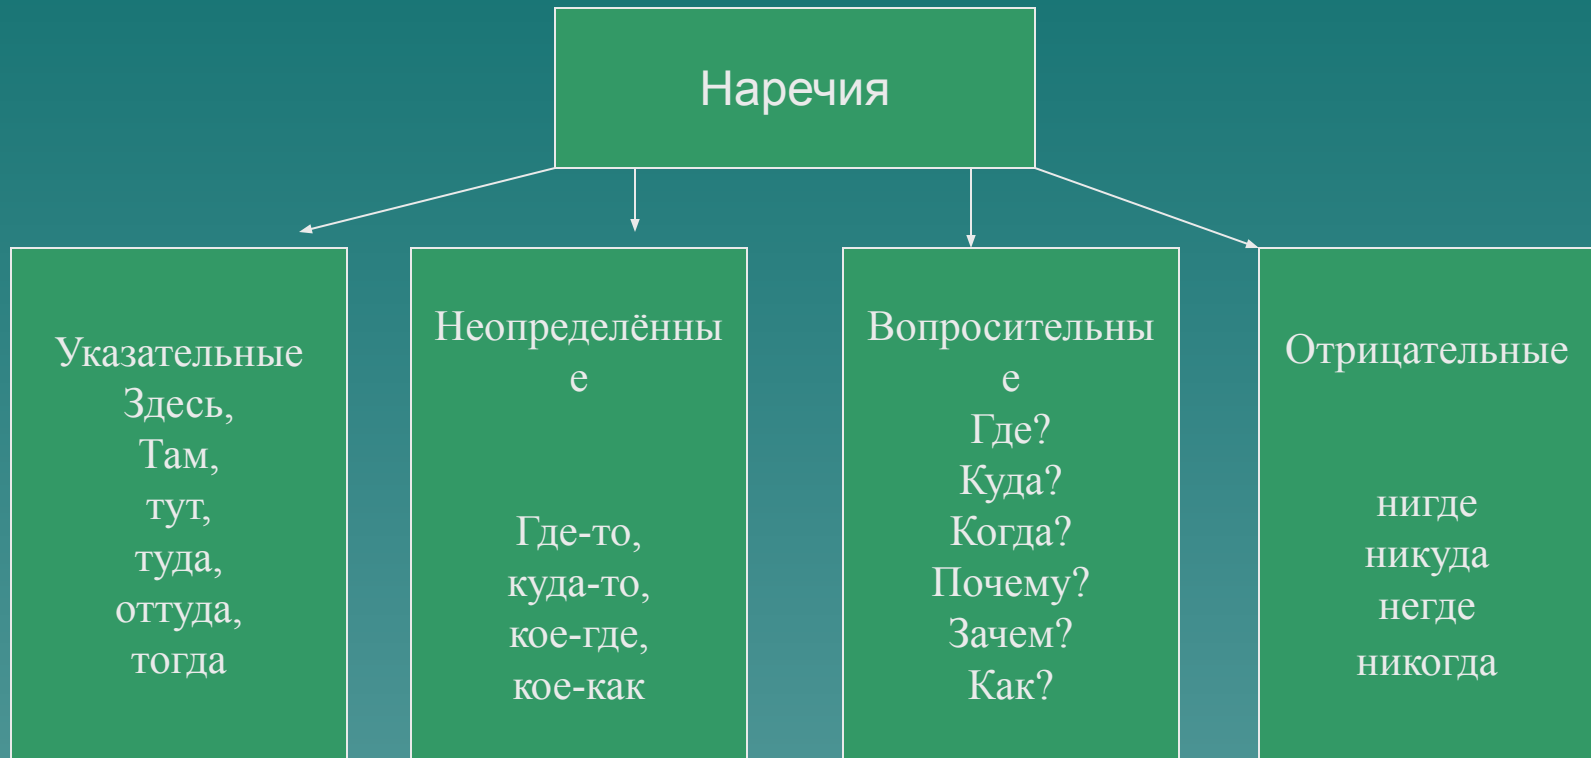 Наречия
Указательные
Здесь,
Там,
тут,
туда,
оттуда,
тогда
Неопределённы
е
Где-то,
куда-то,
кое-где,
кое-как
Вопросительны
е
Где?
Куда?
Когда?
Почему?
Зачем?
Как?
Отрицательные
нигде
никуда
негде
никогда